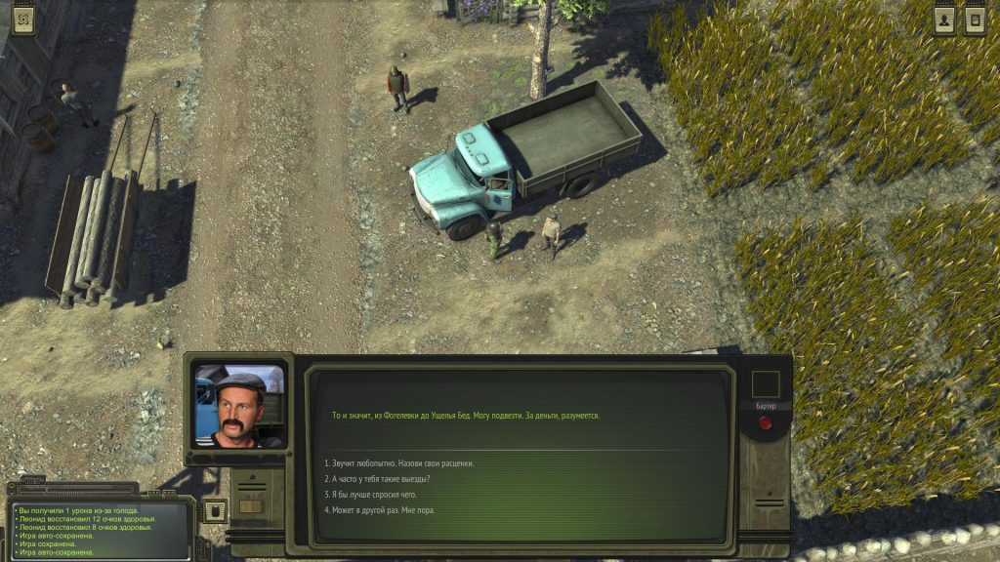 То и значит, из Фогелевки до Ущелья Бед. Могу подвезти. За деньги, разумеется.
Бартер
1. Звучит любопытно. Назови свои расценки.
2. А часто у тебя такие выезды?
3. Я бы лучше спросил чего.
4. Может в другой раз. Мне пора.
• Вы получили 1 урона из-за голода.
• Леонид восстановил 12 очков здоровья.
• Леонид восстановил 8 очков здоровья.
• Игра авто-сохранена.
• Игра сохранена.
• Игра авто-сохранена.